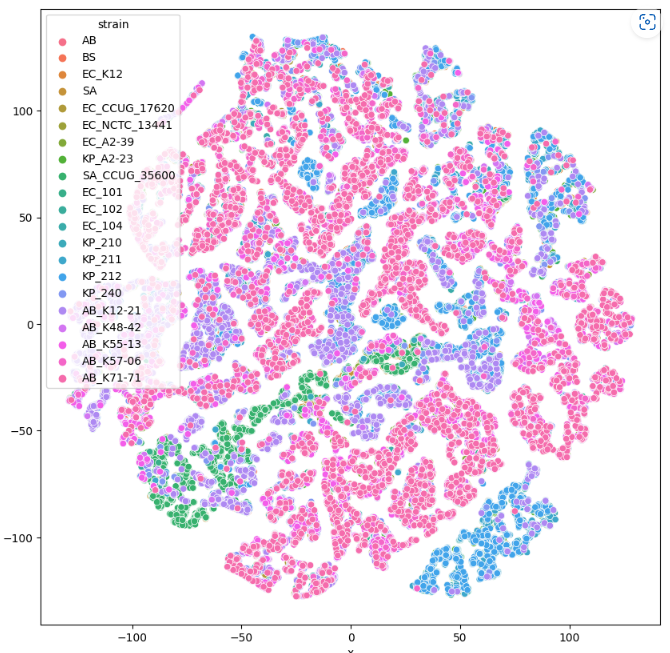 strain
AB
BS
EC_K12
SA
EC_CCUG_17620
EC_NCTC_13441
EC_A2-39
KP_A2-23
SA_CCUG_35600
EC_101
EC_102
EC_104
KP_210
KP_211
KP_212
KP_240
AB_K12-21
AB_K48-42
AB_K55-13
AB_K57-06
AB_K71-71
100
50
0
−50
−100
−100
−50
0
50
100